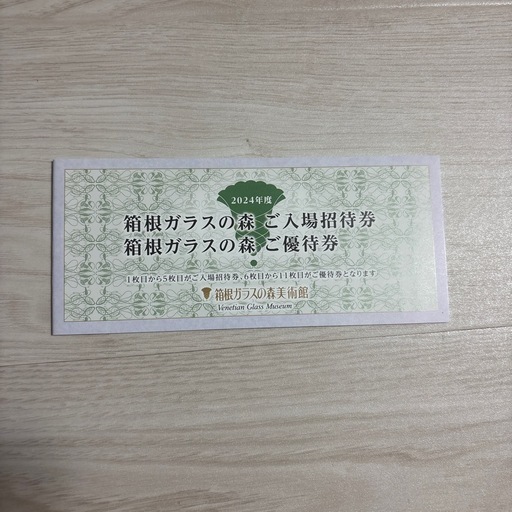 2024年度
箱根ガラスの森 ご入場招待券
箱根ガラスの森 ご優待券
1枚目から5枚目がご入場招待券、6枚目から11枚目がご優待券となります
箱根ガラスの森美術館
Venetian Glass Museum